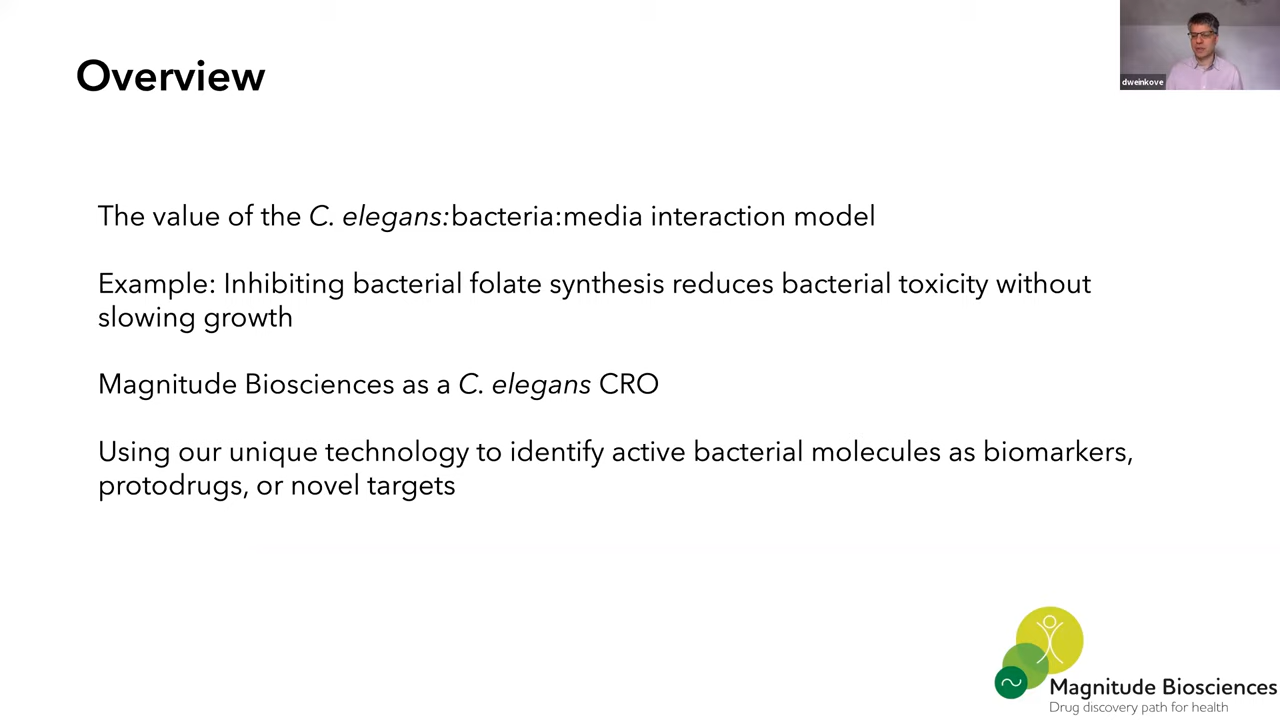 Overview
dweinkove
The value of the C. elegans:bacteria:media interaction model
Example: Inhibiting bacterial folate synthesis reduces bacterial toxicity without
slowing growth
Magnitude Biosciences as a C. elegans CRO
Using our unique technology to identify active bacterial molecules as biomarkers,
protodrugs, or novel targets
Magnitude Biosciences
Drug discovery path for health